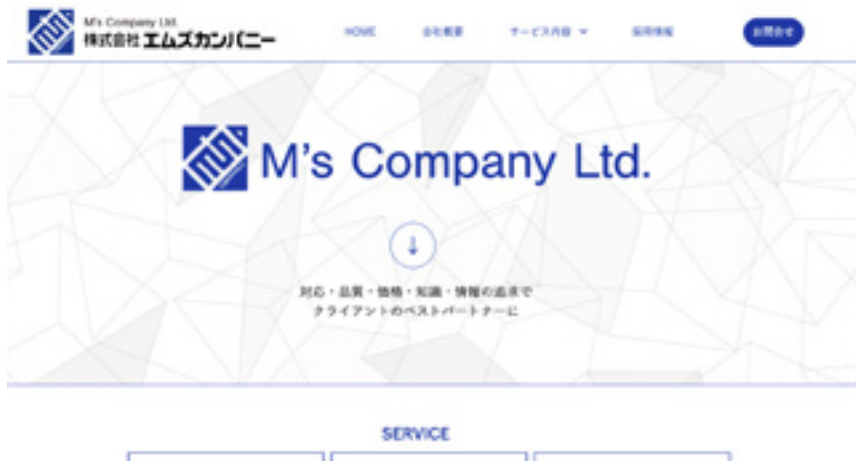 M's Company Ltd.
株式会社 エムズカンパニー
HOME
会社概要
サービス内容
採用情報
お問合せ
M's Company Ltd.
対応・品質・価格・知識・情報の追求で
クライアントのベストパートナーに
SERVICE